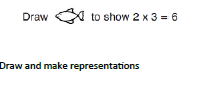 Draw to show 2 x 3 = 6
Draw and make representations